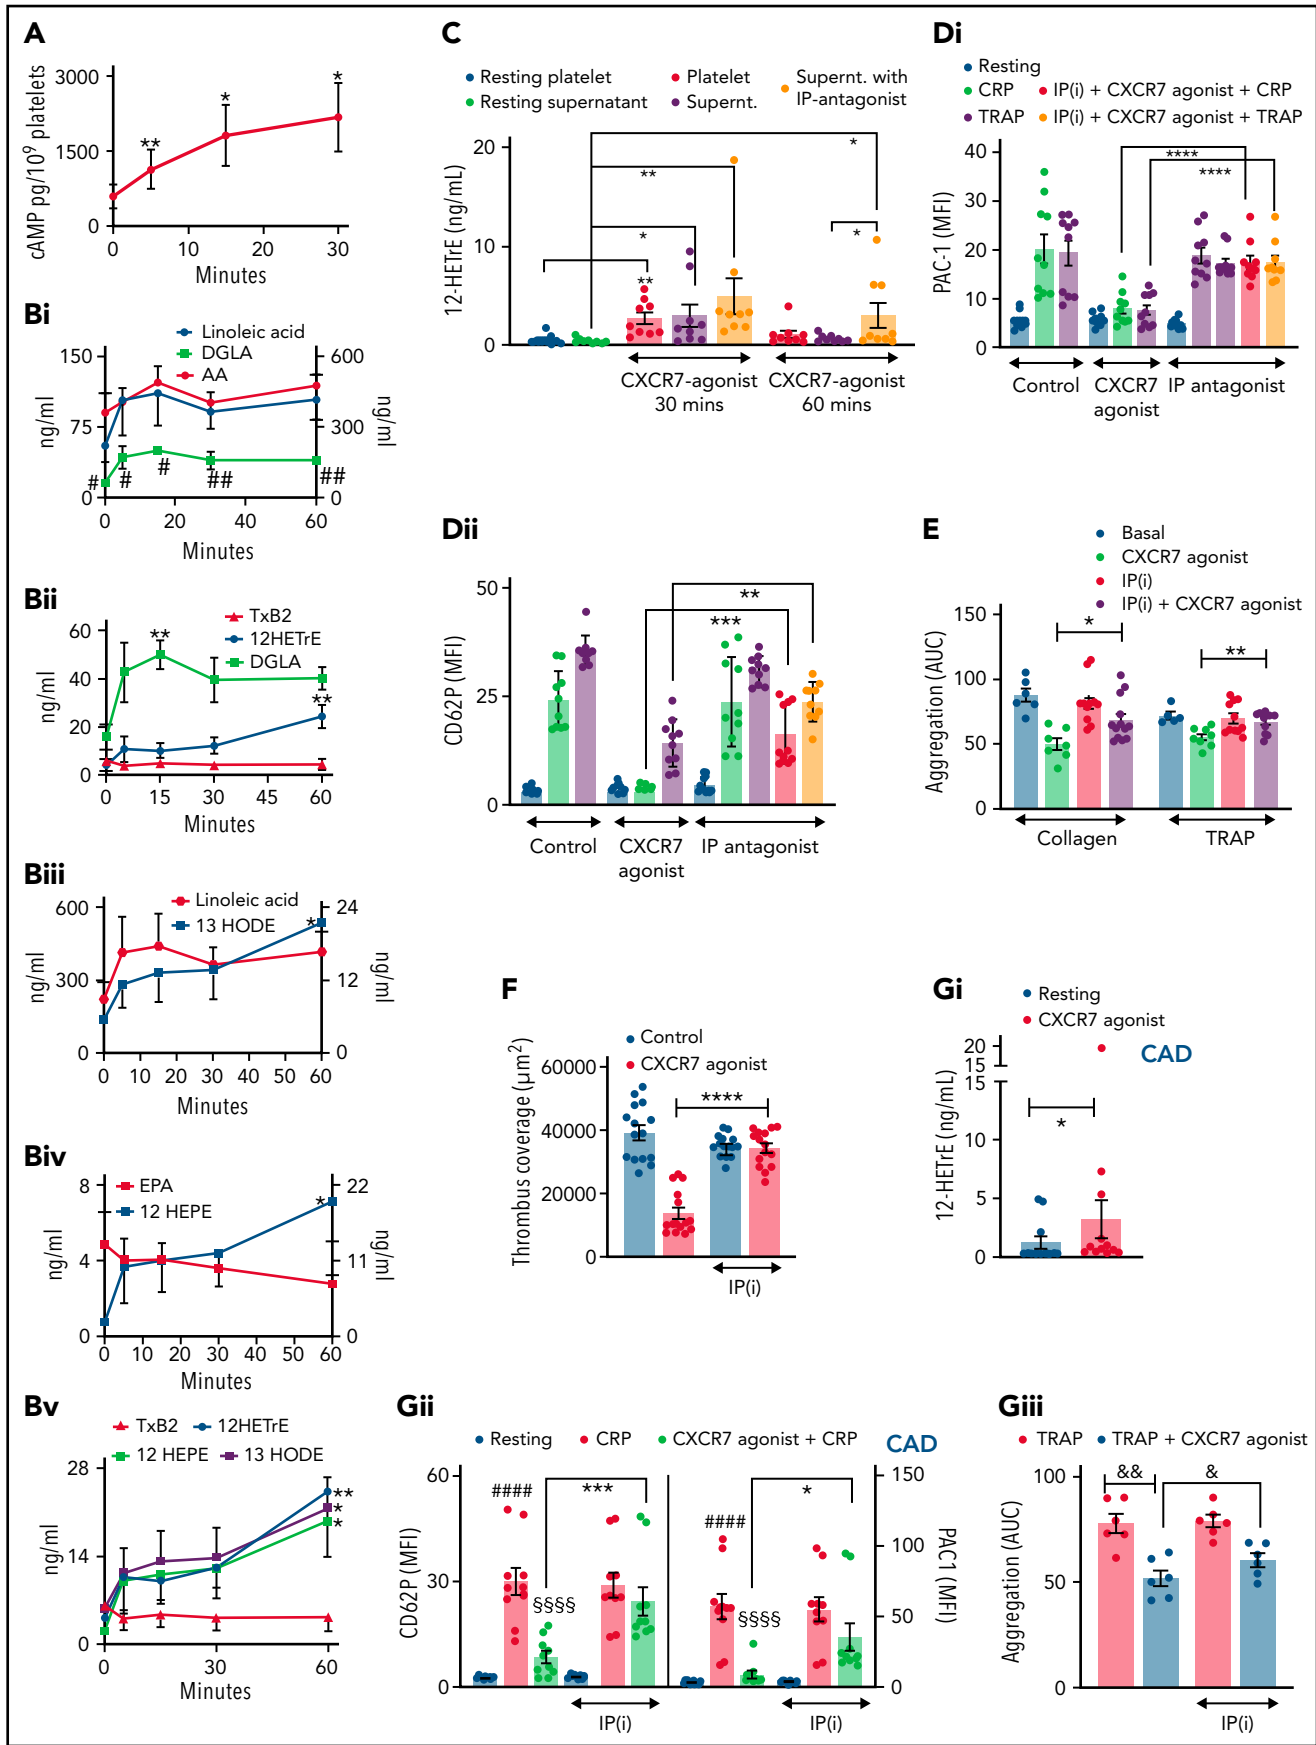 A
3000
1500
0
cAMP pg/10⁹ platelets
**
*
*
0 10 20 30
Minutes
Bi
Linoleic acid
DGLA
AA
150
75
0
ng/ml
600
300
0
ng/ml
# # # ## ##
0 20 40 60
Minutes
Bii
TxB2
12HETrE
DGLA
60
40
20
0
ng/ml
**
**
0 15 30 45 60
Minutes
Biii
Linoleic acid
13 HODE
600
300
0
ng/ml
24
12
0
ng/ml
*
0 10 20 30 40 50 60
Minutes
Biv
EPA
12 HEPE
8
4
0
ng/ml
22
11
0
ng/ml
*
0 10 20 30 40 50 60
Minutes
Bv
TxB2 12HETrE
12 HEPE 13 HODE
28
14
0
ng/ml
**
*
*
0 30 60
Minutes
C
Resting platelet Platelet Supernt. with
Resting supernatant Supernt. IP-antagonist
20
10
0
12-HETrE (ng/mL)
*
**
*
*
**
CXCR7-agonist CXCR7-agonist
30 mins 60 mins
Di
Resting
CRP IP(i) + CXCR7 agonist + CRP
TRAP IP(i) + CXCR7 agonist + TRAP
40
30
20
10
0
PAC-1 (MFI)
****
****
Control CXCR7 IP antagonist
agonist
Dii
50
25
0
CD62P (MFI)
**
***
Control CXCR7 IP antagonist
agonist
E
Basal
CXCR7 agonist
IP(i)
IP(i) + CXCR7 agonist
150
100
50
0
Aggregation (AUC)
*
**
Collagen TRAP
F
Control
CXCR7 agonist
60000
40000
20000
0
Thrombus coverage (µm²)
****
IP(i)
Gi
Resting
CXCR7 agonist
CAD
20
15
15
10
5
0
12-HETrE (ng/mL)
*
Gii
Resting CRP CXCR7 agonist + CRP CAD
60
30
0
CD62P (MFI)
####
§§§§
***
####
§§§§
*
150
100
50
0
PAC1 (MFI)
IP(i) IP(i)
Giii
TRAP TRAP + CXCR7 agonist
100
50
0
Aggregation (AUC)
&& &
IP(i)